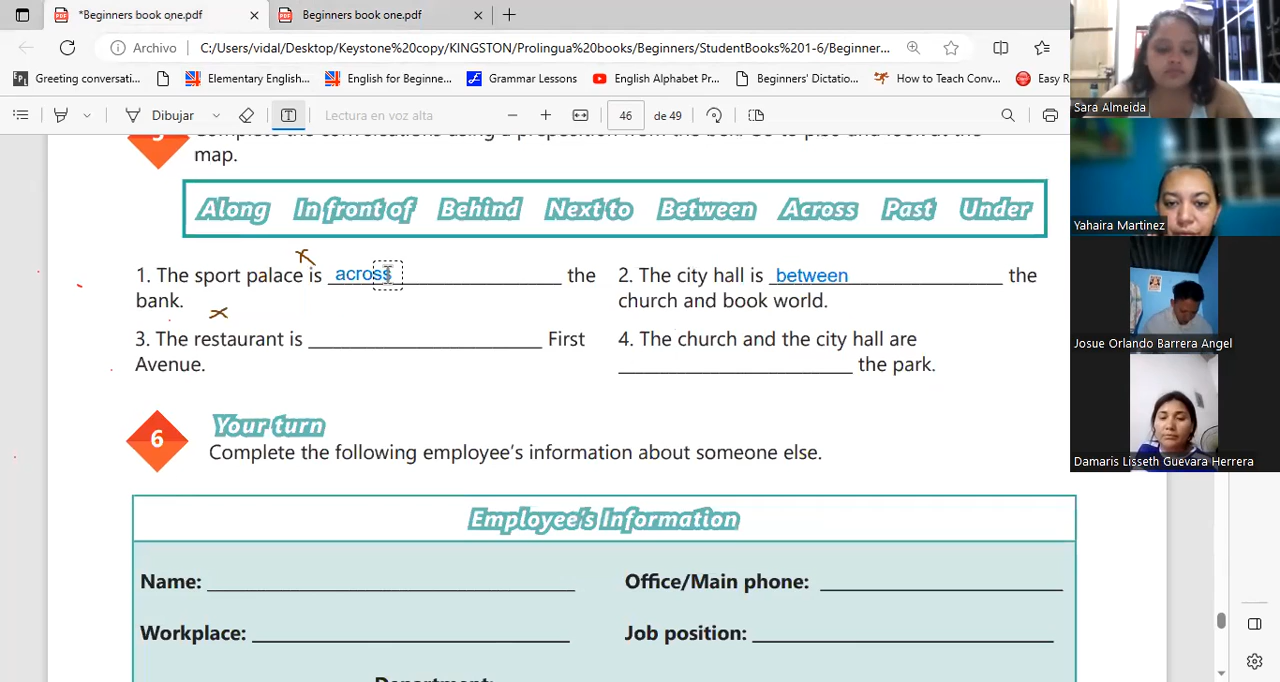 *Beginners book one.pdf
Beginners book one.pdf
Archivo
C:/Users/vidal/Desktop/Keystone%20copy/KINGSTON/Prolingua%20books/Beginners/StudentBooks%201-6/Beginner...
Greeting conversati...
Elementary English...
English for Beginne...
Grammar Lessons
English Alphabet Pr...
Beginners' Dictatio...
How to Teach Conv...
Easy R
Dibujar
Lectura en voz alta
46
de 49
map.
Along In front of Behind Next to Between Across Past Under
1. The sport palace is across the
bank.
2. The city hall is between the
church and book world.
3. The restaurant is First
Avenue.
4. The church and the city hall are
the park.
6
Your turn
Complete the following employee's information about someone else.
Employee's Information
Name:
Office/Main phone:
Workplace:
Job position:
Sara Almeida
Yahaira Martinez
Josue Orlando Barrera Angel
Damaris Lisseth Guevara Herrera